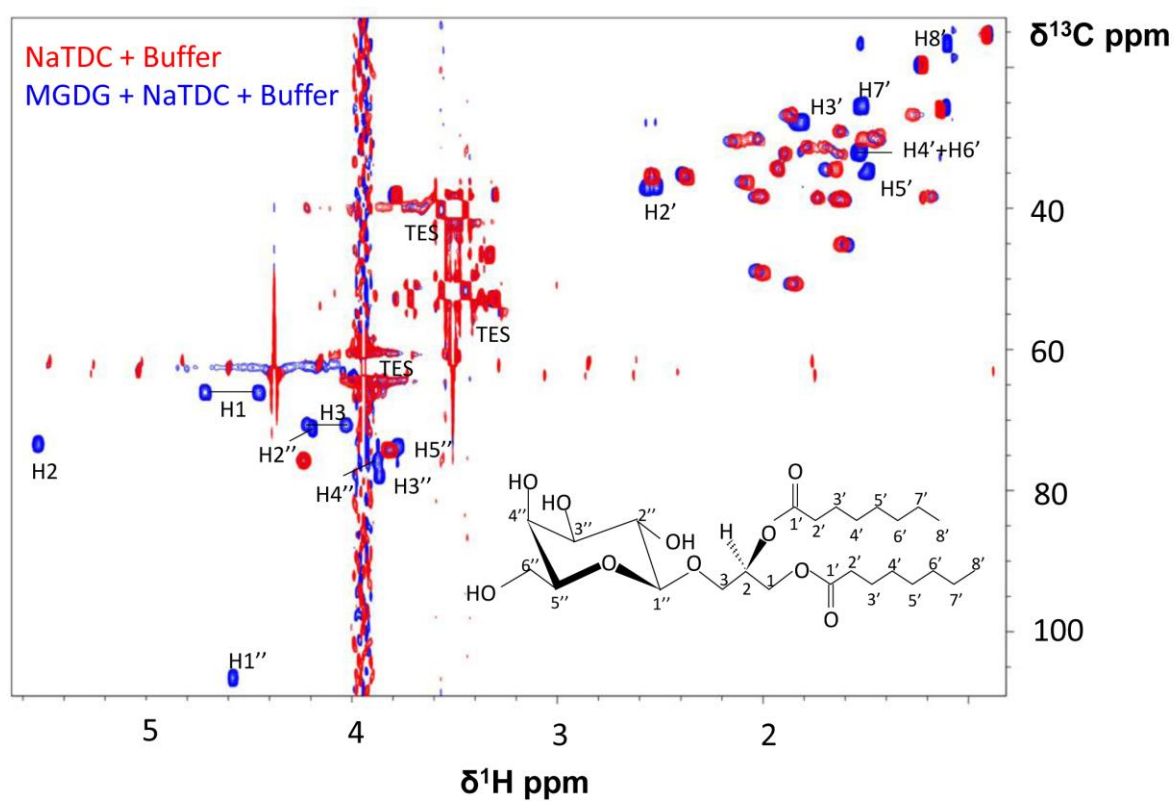 δ¹³C ppm
NaTDC + Buffer
MGDG + NaTDC + Buffer
H8’
H7’
H3’
H4’+H6’
H5’
H2’
40
TES
TES
60
TES
H1
H3
H2’’
H5’’
H2
H4’’
H3’’
80
O
HO
HO
3’ 5’ 7’
4’’ 1’ 2’ 4’ 6’ 8’
3’’ 2’’ H O
OH
6’’ O O O 1’ 2’ 4’ 6’ 8’
HO 3 2 1
5’’ 1’’ 3’ 5’ 7’
O
100
H1’’
5 4 3 2
δ¹H ppm